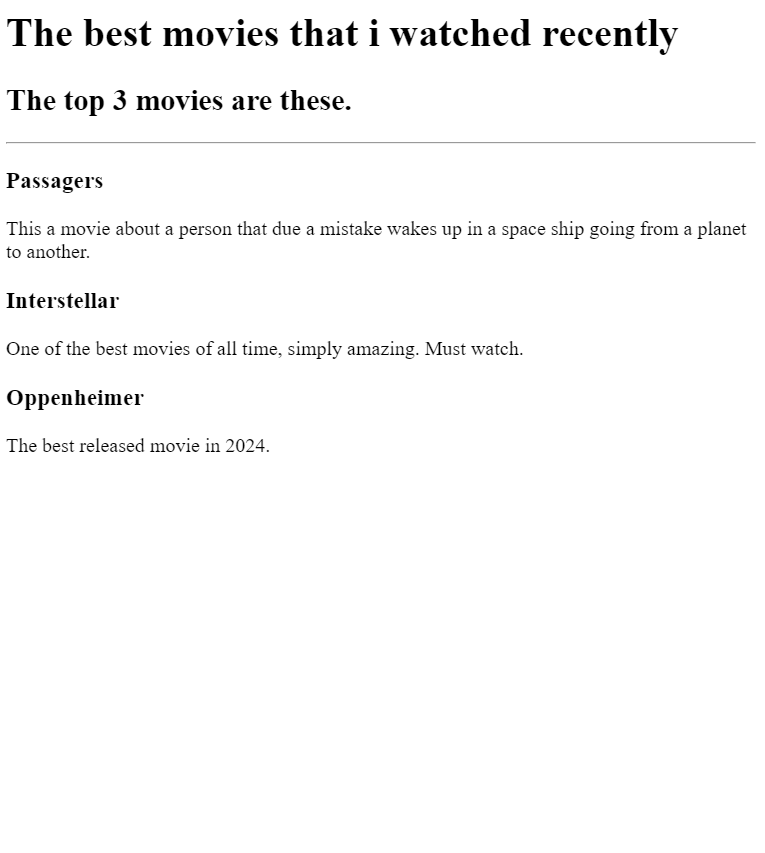 The best movies that i watched recently
The top 3 movies are these.
Passagers
This a movie about a person that due a mistake wakes up in a space ship going from a planet
to another.
Interstellar
One of the best movies of all time, simply amazing. Must watch.
Oppenheimer
The best released movie in 2024.